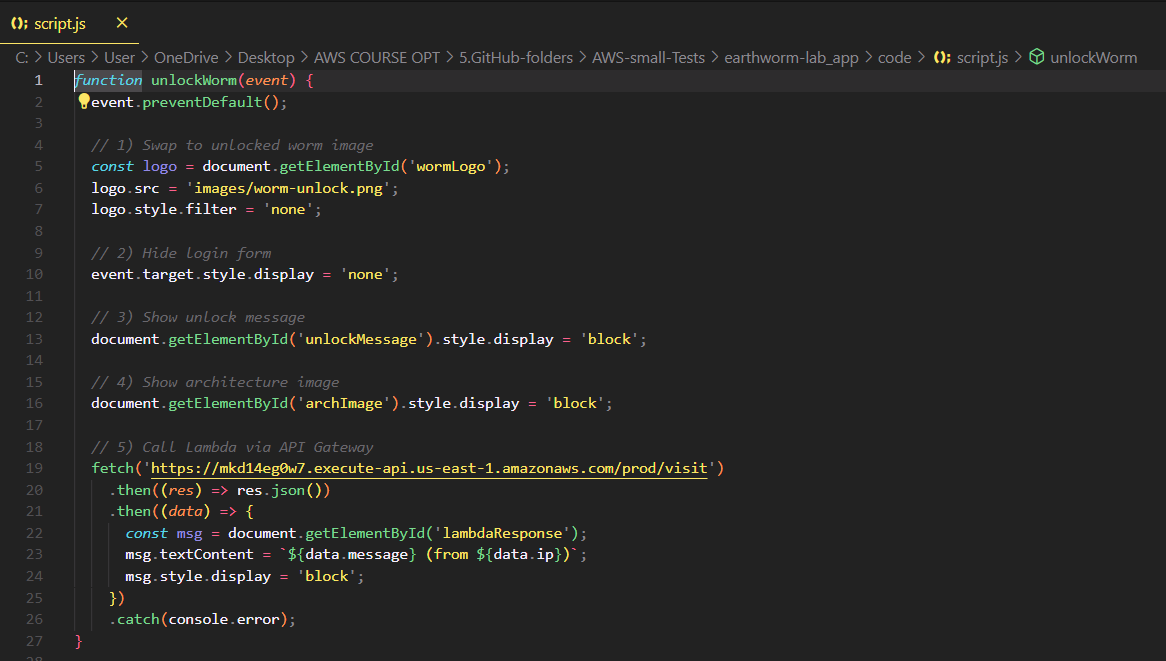 script.js
C: > Users > User > OneDrive > Desktop > AWS COURSE OPT > 5.GitHub-folders > AWS-small-Tests > earthworm-lab_app > code > script.js > unlockWorm
1 function unlockWorm(event) {
2   event.preventDefault();
3
4   // 1) Swap to unlocked worm image
5   const logo = document.getElementById('wormLogo');
6   logo.src = 'images/worm-unlock.png';
7   logo.style.filter = 'none';
8
9   // 2) Hide login form
10   event.target.style.display = 'none';
11
12   // 3) Show unlock message
13   document.getElementById('unlockMessage').style.display = 'block';
14
15   // 4) Show architecture image
16   document.getElementById('archImage').style.display = 'block';
17
18   // 5) Call Lambda via API Gateway
19   fetch('https://mkd14eg0w7.execute-api.us-east-1.amazonaws.com/prod/visit')
20     .then((res) => res.json())
21     .then((data) => {
22       const msg = document.getElementById('lambdaResponse');
23       msg.textContent = `${data.message} (from ${data.ip})`;
24       msg.style.display = 'block';
25     })
26     .catch(console.error);
27 }
28